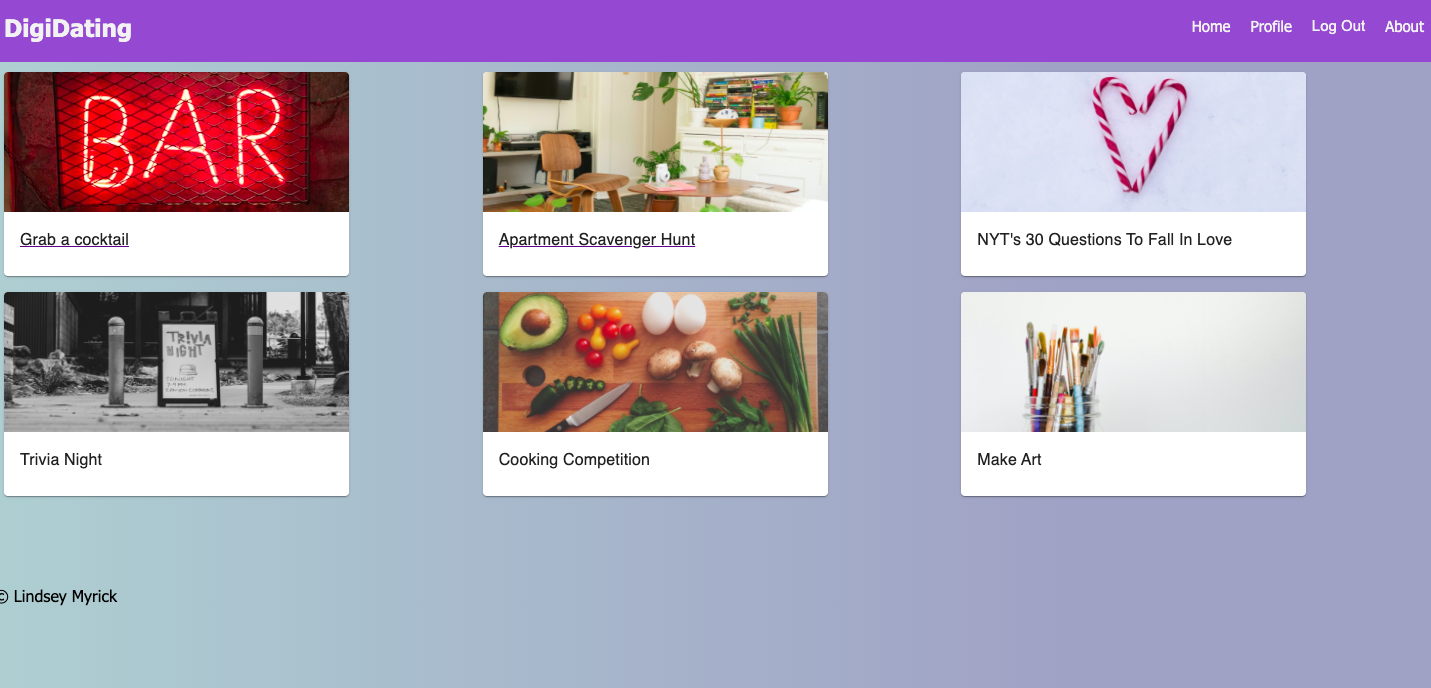 DigiDating
Home Profile Log Out About
BAR
Grab a cocktail
Apartment Scavenger Hunt
NYT's 30 Questions To Fall In Love
TRIVIA
NIGHT
TONIGHT
Trivia Night
Cooking Competition
Make Art
© Lindsey Myrick